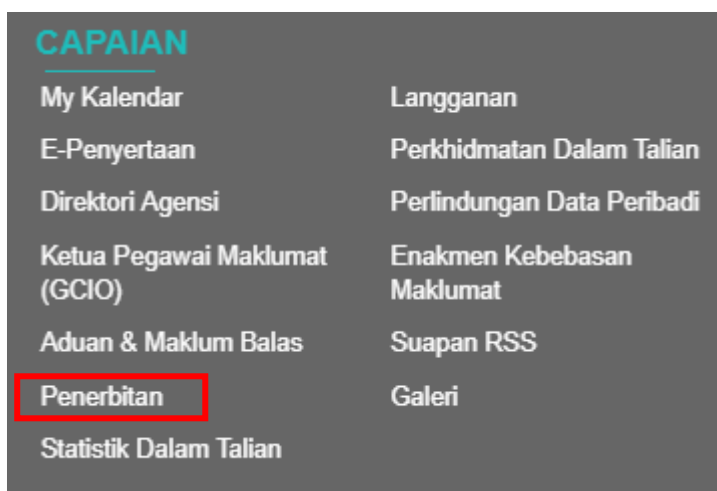 CAPAIAN
My Kalendar
E-Penyertaan
Direktori Agensi
Ketua Pegawai Maklumat
(GCIO)
Aduan & Maklum Balas
Penerbitan
Statistik Dalam Talian
Langganan
Perkhidmatan Dalam Talian
Perlindungan Data Peribadi
Enakmen Kebebasan
Maklumat
Suapan RSS
Galeri